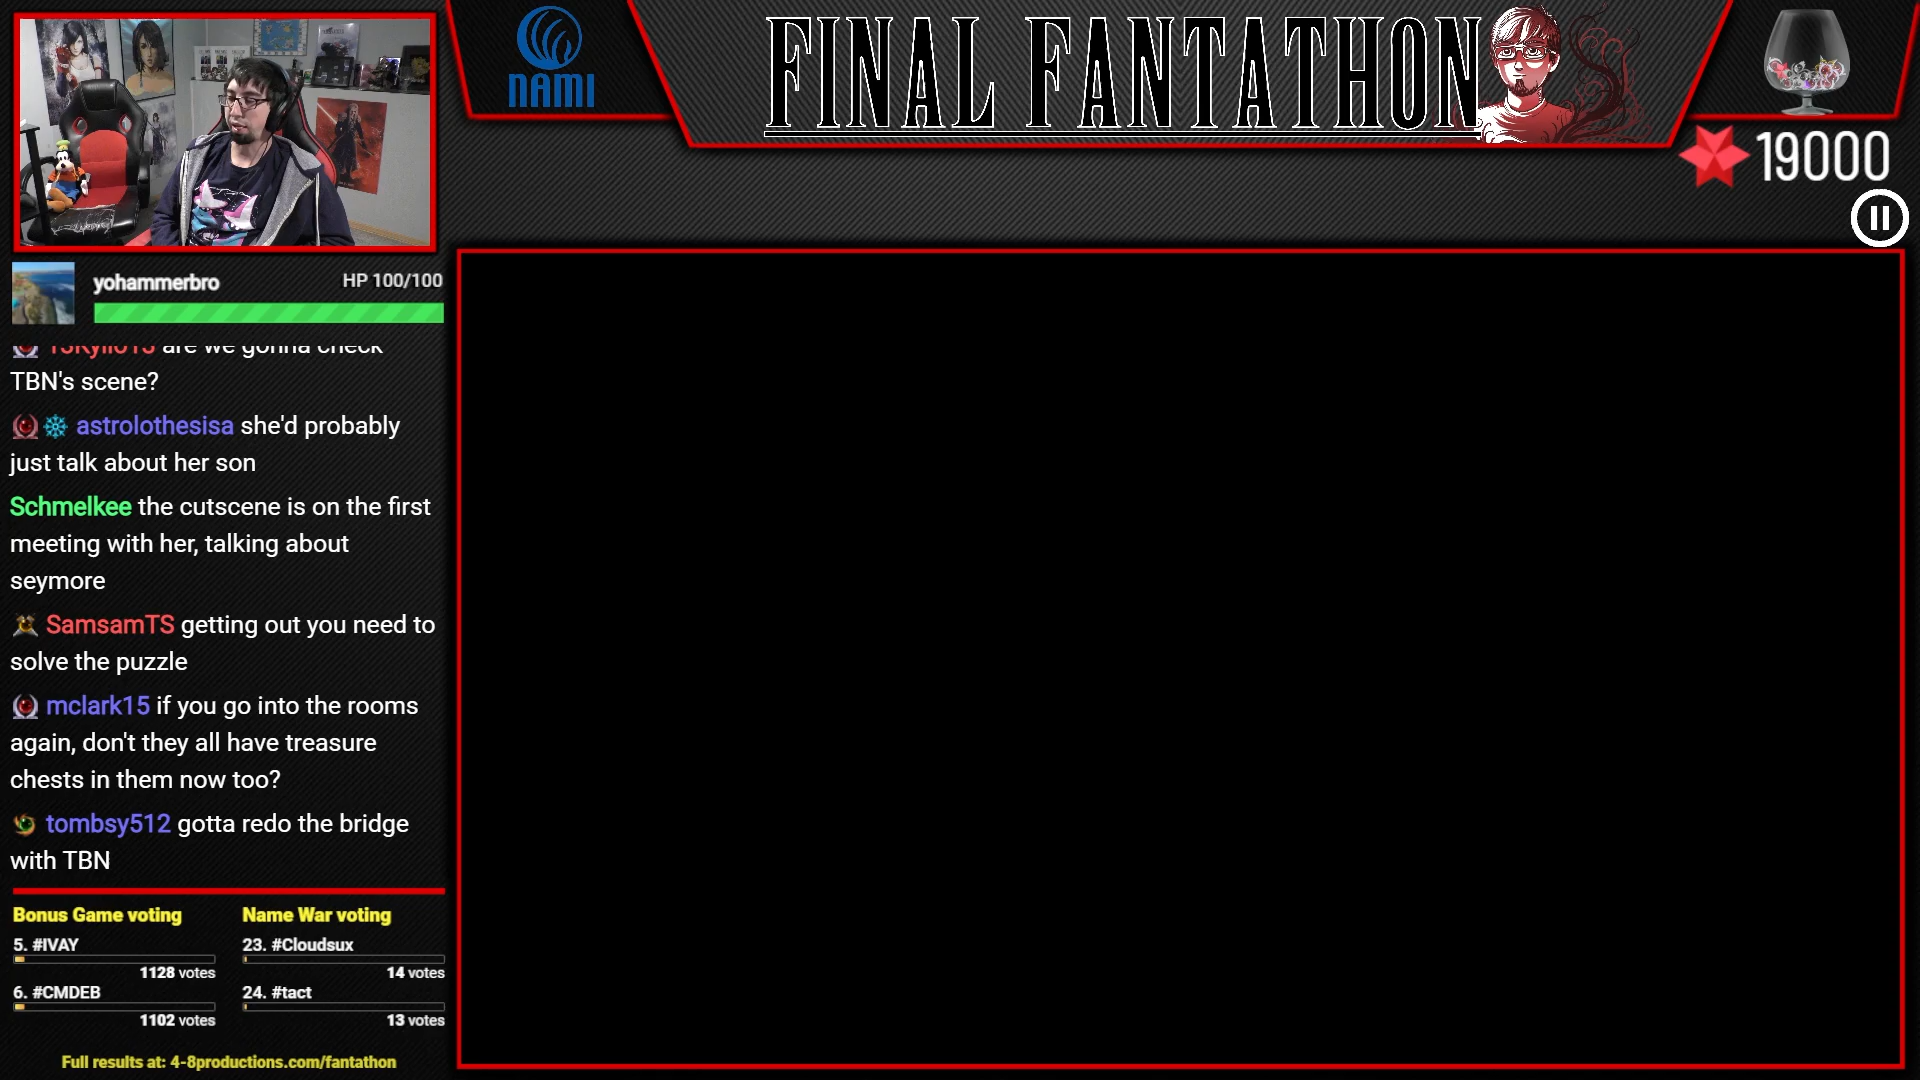 NAMI
FINAL FANTATHON
19000
yohammerbro
HP 100/100
are we gonna check
TBN's scene?
astrolothesisa she'd probably
just talk about her son
Schmelkee the cutscene is on the first
meeting with her, talking about
seymore
SamsamTS getting out you need to
solve the puzzle
mclark15 if you go into the rooms
again, don't they all have treasure
chests in them now too?
tombsy512 gotta redo the bridge
with TBN
Bonus Game voting
5. #IVAY
1128 votes
6. #CMDEB
1102 votes
Name War voting
23. #Cloudsux
14 votes
24. #tact
13 votes
Full results at: 4-8productions.com/fantathon